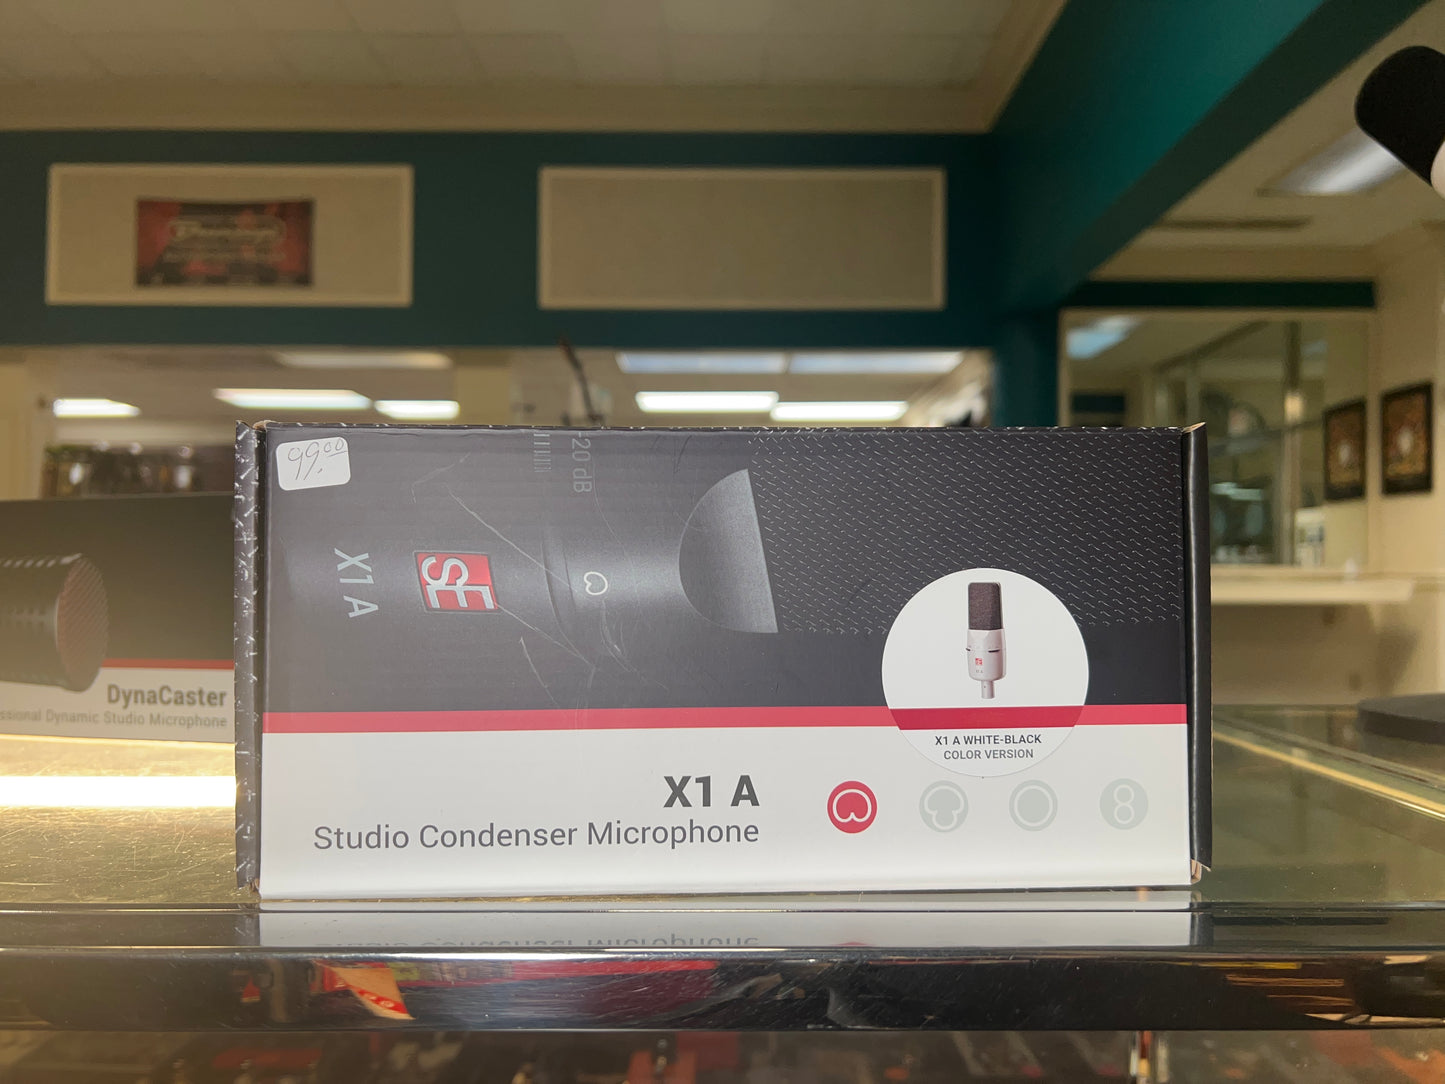 99.00
20 dB
X1 A
sE
X1 A WHITE-BLACK
COLOR VERSION
X1 A
Studio Condenser Microphone
DynaCaster
Dynamic Studio Microphone